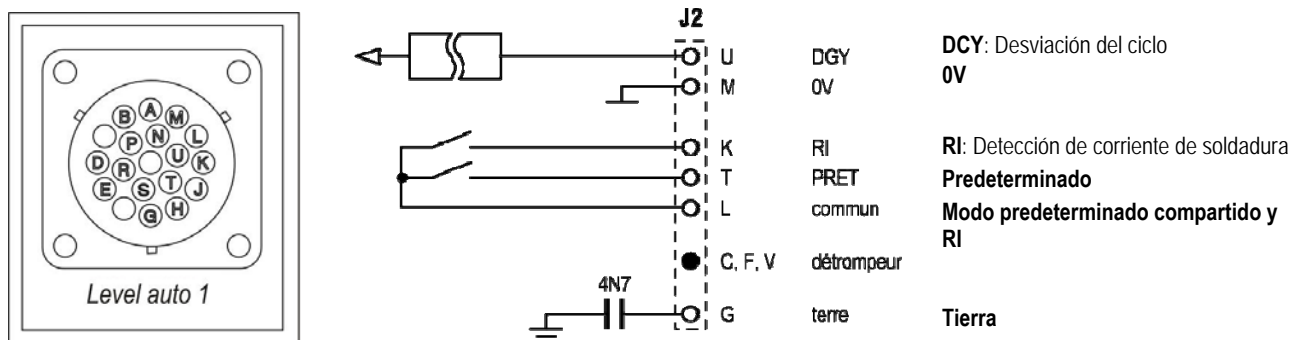 J2
U DGY DCY: Desviación del ciclo
M 0V 0V
K RI RI: Detección de corriente de soldadura
T PRET Predeterminado
L commun Modo predeterminado compartido y
RI
C, F, V détrompeur
4N7
G terre Tierra
B A M
P N L
D R U K
E S T J
G H
Level auto 1